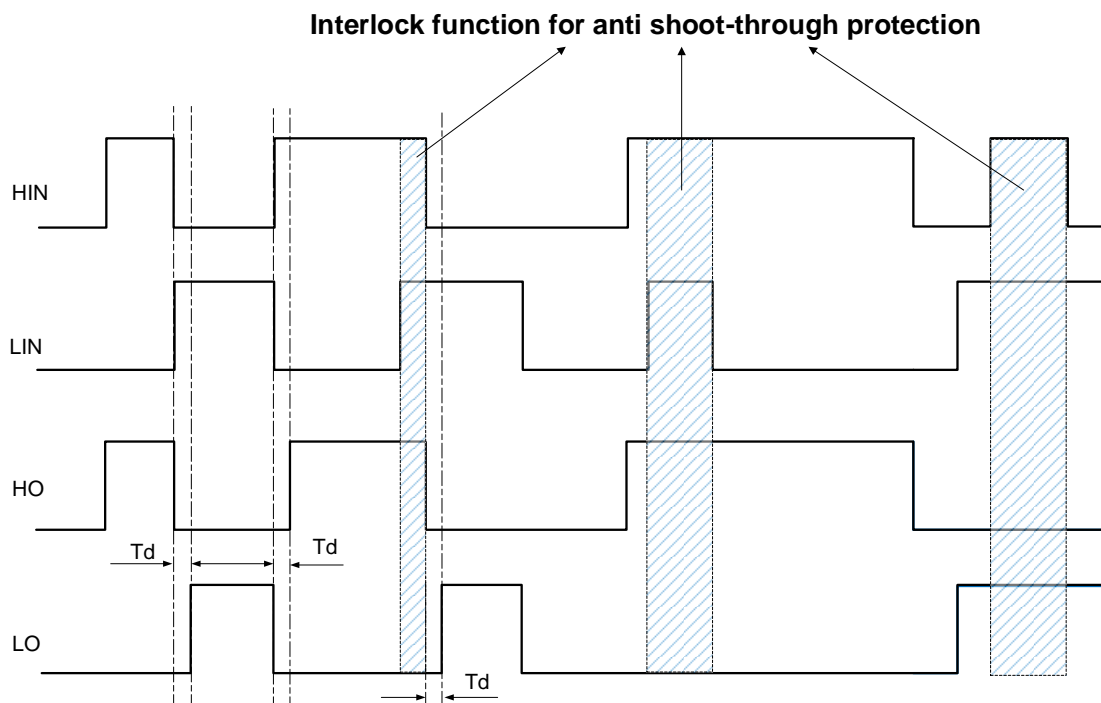 Interlock function for anti shoot-through protection
HIN
LIN
HO
Td
Td
LO
Td